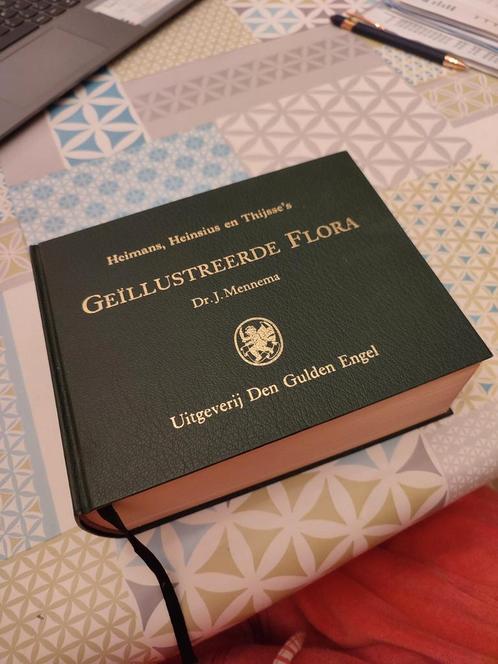 Heimans, Heinsius en Thijsse's
GEÏLLUSTREERDE FLORA
Dr. J. Mennema
Uitgeverij Den Gulden Engel